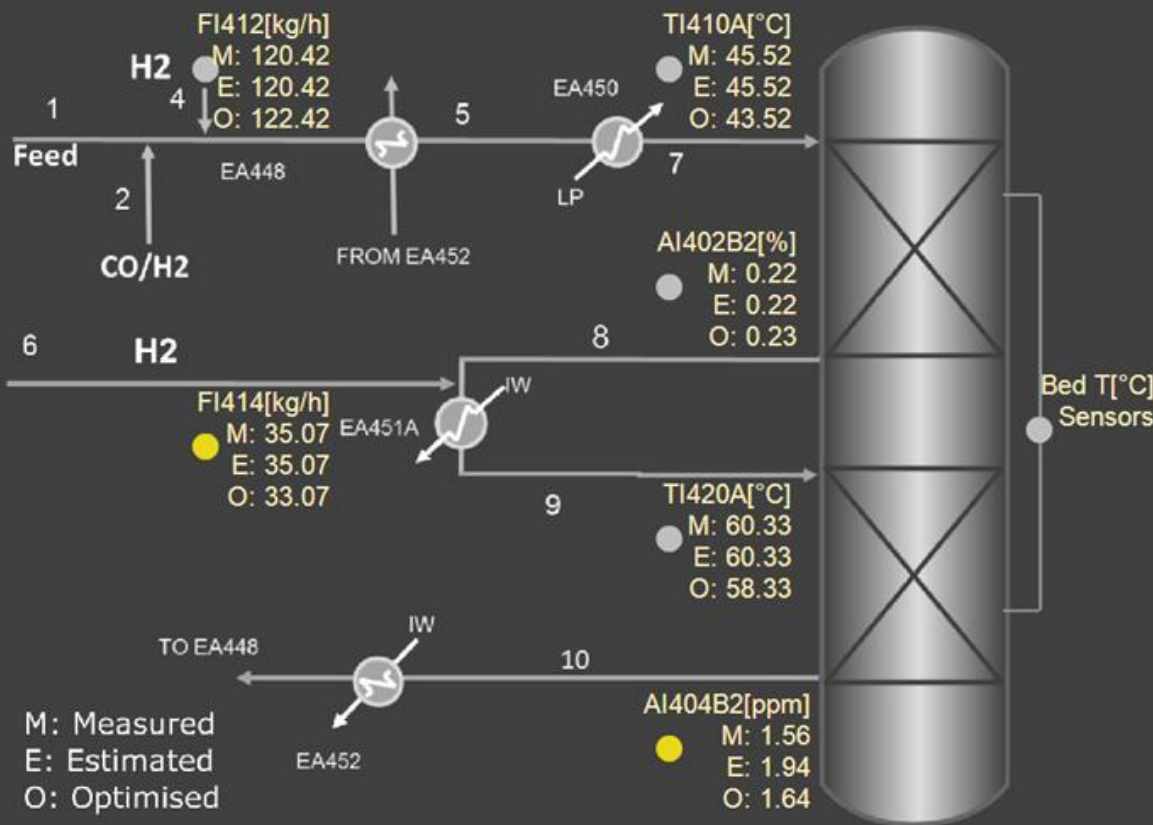 FI412[kg/h]
M: 120.42
E: 120.42
O: 122.42
H2
4
1
Feed
EA448
2
CO/H2
5
FROM EA452
EA450
LP
7
TI410A[°C]
M: 45.52
E: 45.52
O: 43.52
AI402B2[%]
M: 0.22
E: 0.22
O: 0.23
6
H2
8
FI414[kg/h]
M: 35.07
E: 35.07
O: 33.07
EA451A
IW
9
TI420A[°C]
M: 60.33
E: 60.33
O: 58.33
Bed T[°C]
Sensors
TO EA448
IW
10
EA452
AI404B2[ppm]
M: 1.56
E: 1.94
O: 1.64
M: Measured
E: Estimated
O: Optimised